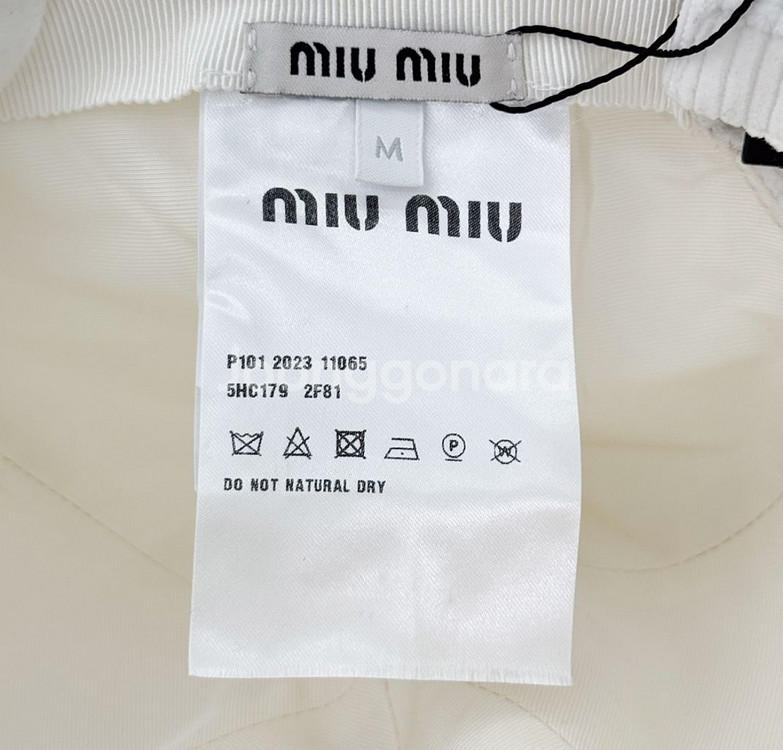 miu miu
M
miu miu
P101 2023 11065
5HC179 2F81
P
W
DO NOT NATURAL DRY